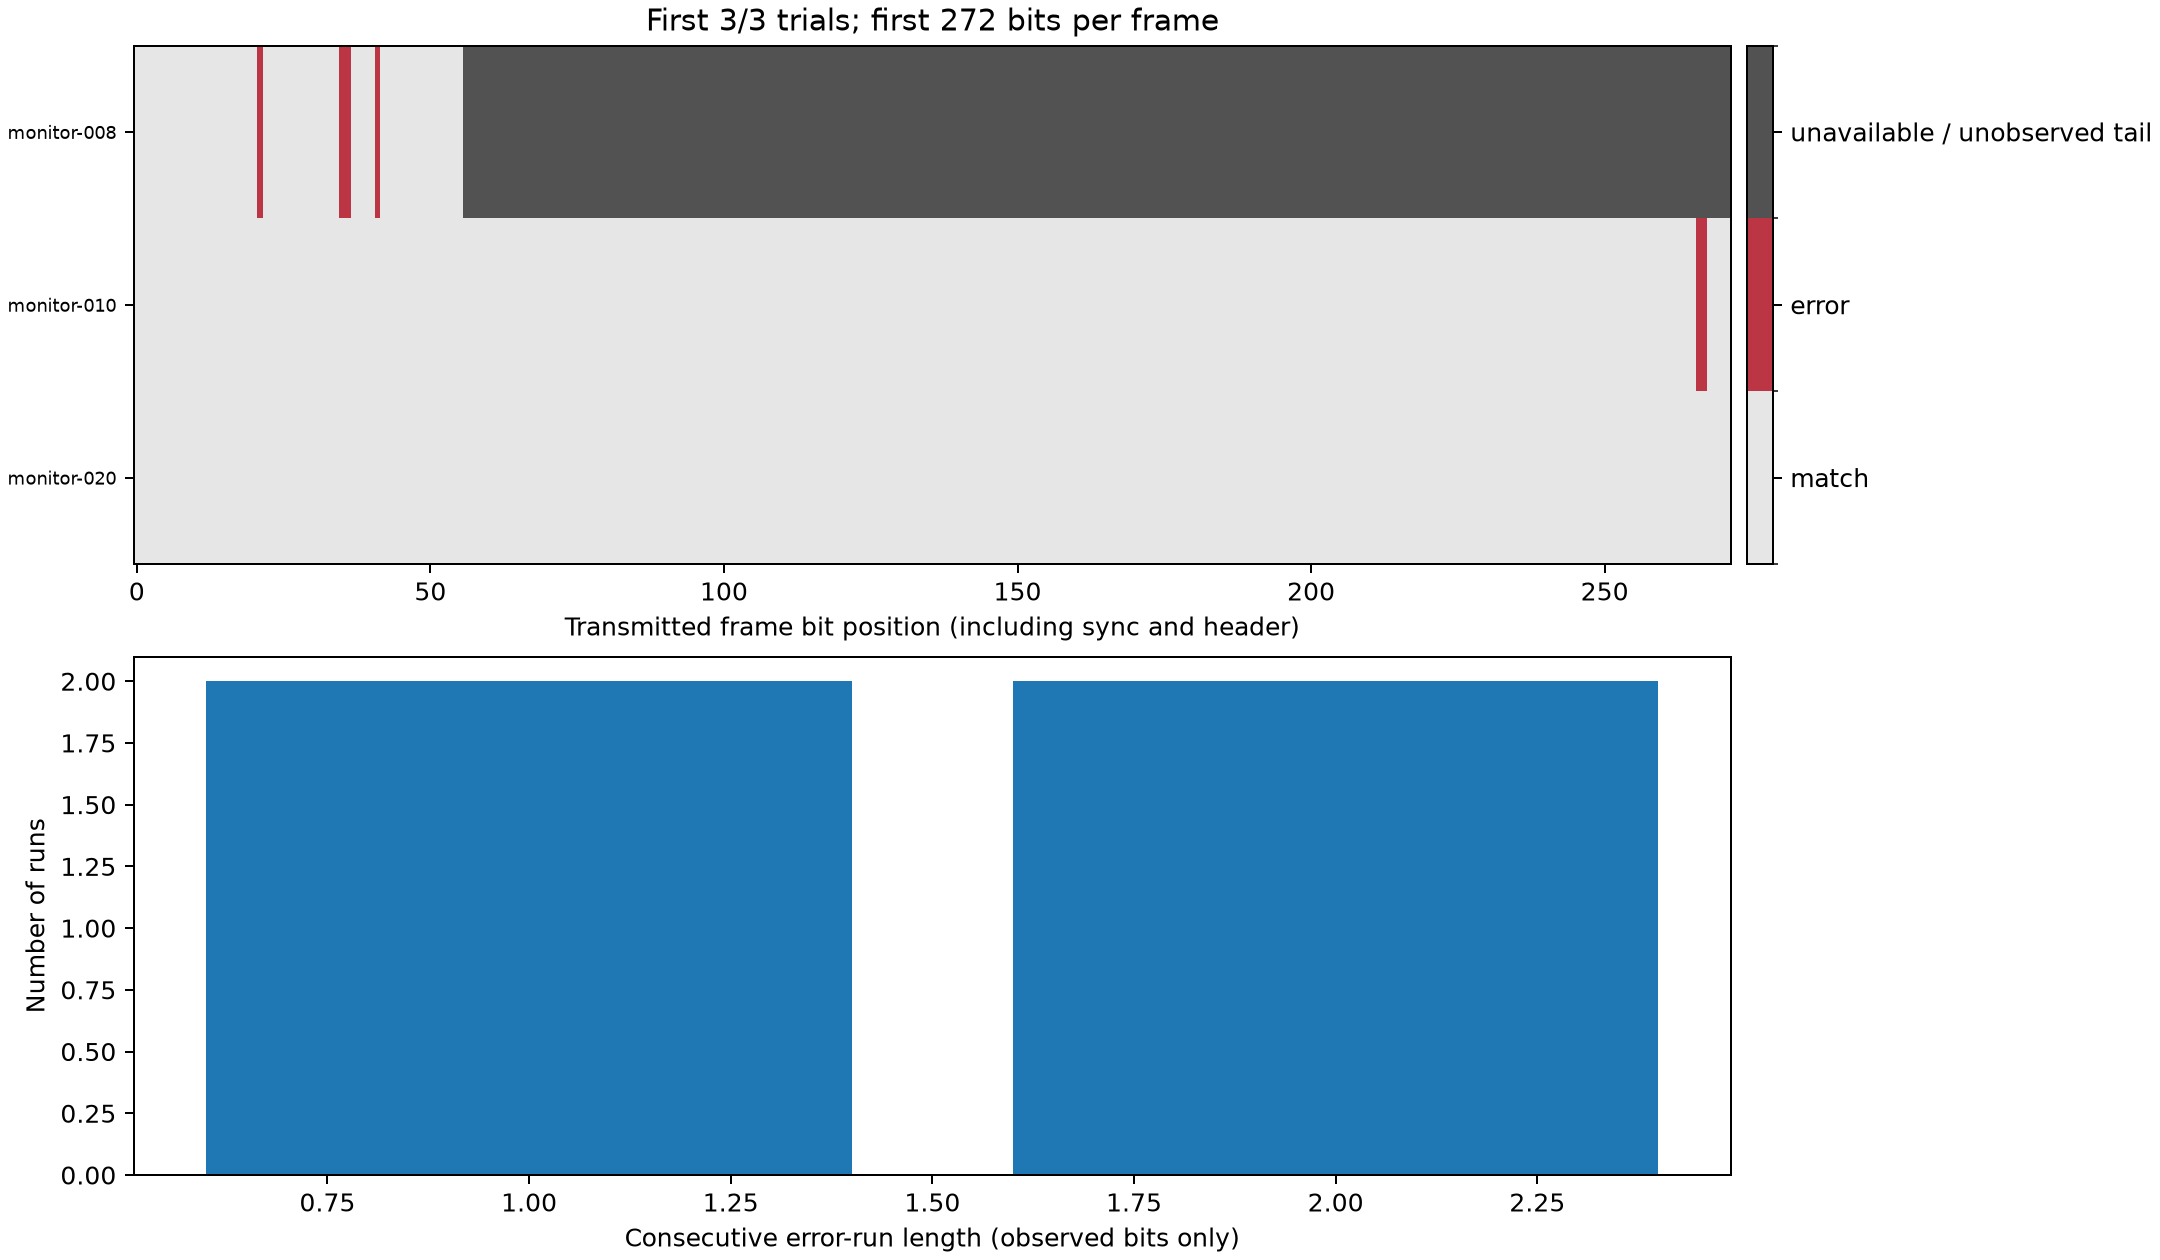 First 3/3 trials; first 272 bits per frame
monitor-008
monitor-010
monitor-020
unavailable / unobserved tail
error
match
0 50 100 150 200 250
Transmitted frame bit position (including sync and header)
2.00
1.75
1.50
1.25
1.00
0.75
0.50
0.25
0.00
Number of runs
0.75 1.00 1.25 1.50 1.75 2.00 2.25
Consecutive error-run length (observed bits only)